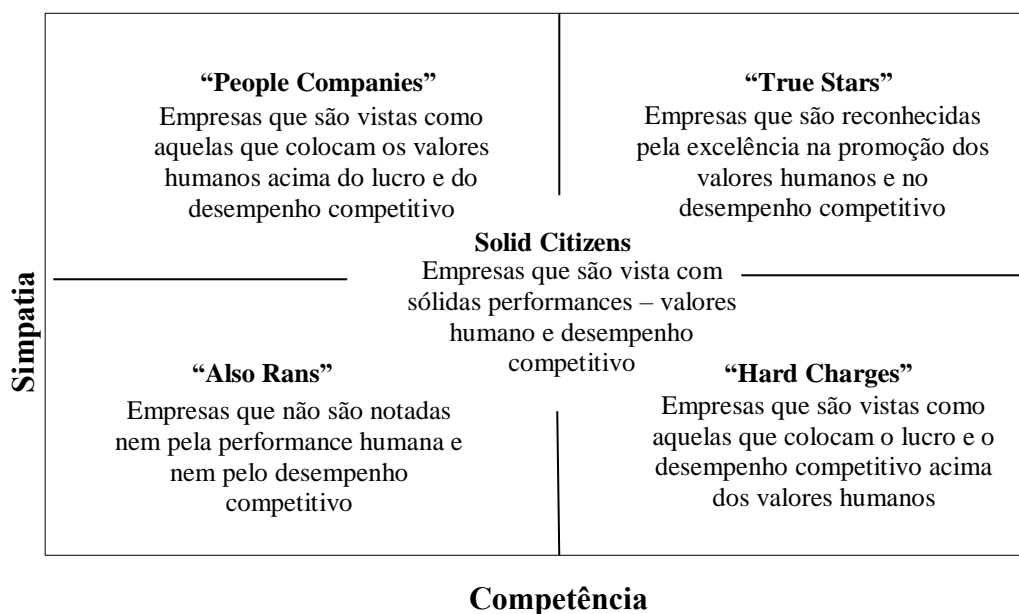 “People Companies”
Empresas que são vistas como
aquelas que colocam os valores
humanos acima do lucro e do
desempenho competitivo
“True Stars”
Empresas que são reconhecidas
pela excelência na promoção dos
valores humanos e no
desempenho competitivo
Solid Citizens
Empresas que são vista com
sólidas performances – valores
humano e desempenho
competitivo
“Also Rans”
Empresas que não são notadas
nem pela performance humana e
nem pelo desempenho
competitivo
“Hard Charges”
Empresas que são vistas como
aquelas que colocam o lucro e o
desempenho competitivo acima
dos valores humanos
Simpatia
Competência